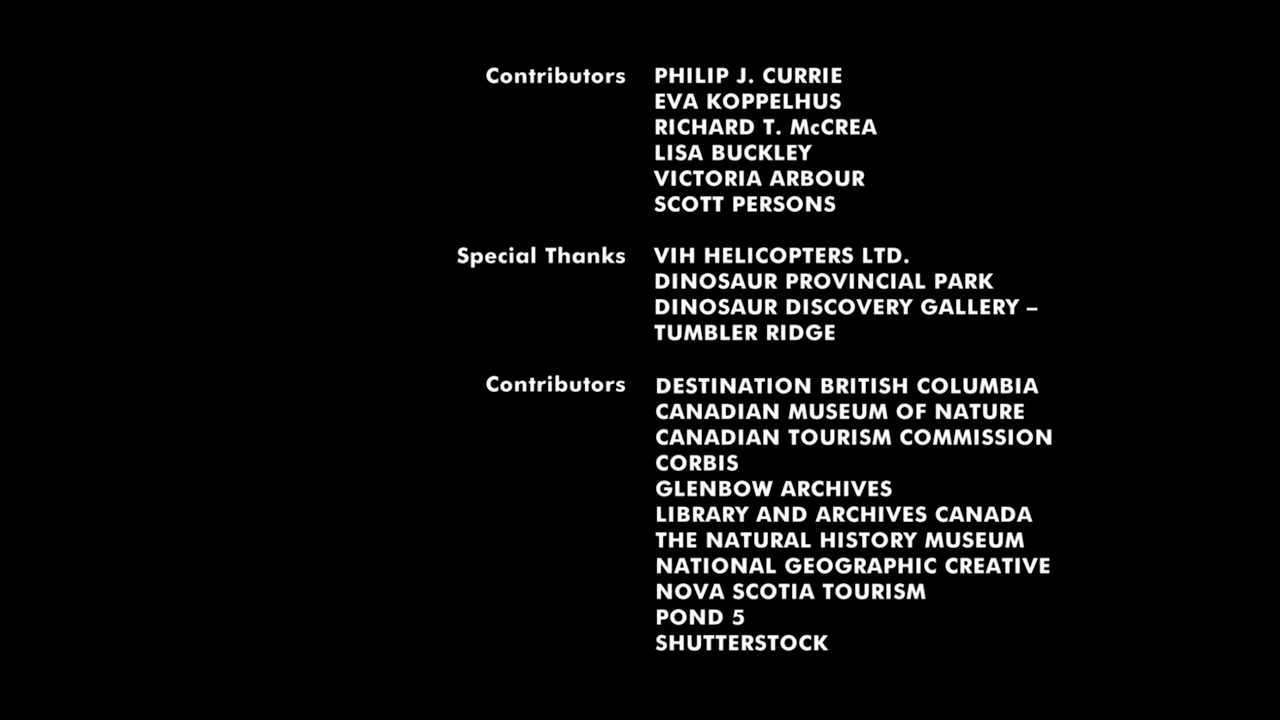 Contributors PHILIP J. CURRIE
EVA KOPPELHUS
RICHARD T. McCREA
LISA BUCKLEY
VICTORIA ARBOUR
SCOTT PERSONS
Special Thanks VIH HELICOPTERS LTD.
DINOSAUR PROVINCIAL PARK
DINOSAUR DISCOVERY GALLERY –
TUMBLER RIDGE
Contributors DESTINATION BRITISH COLUMBIA
CANADIAN MUSEUM OF NATURE
CANADIAN TOURISM COMMISSION
CORBIS
GLENBOW ARCHIVES
LIBRARY AND ARCHIVES CANADA
THE NATURAL HISTORY MUSEUM
NATIONAL GEOGRAPHIC CREATIVE
NOVA SCOTIA TOURISM
POND 5
SHUTTERSTOCK